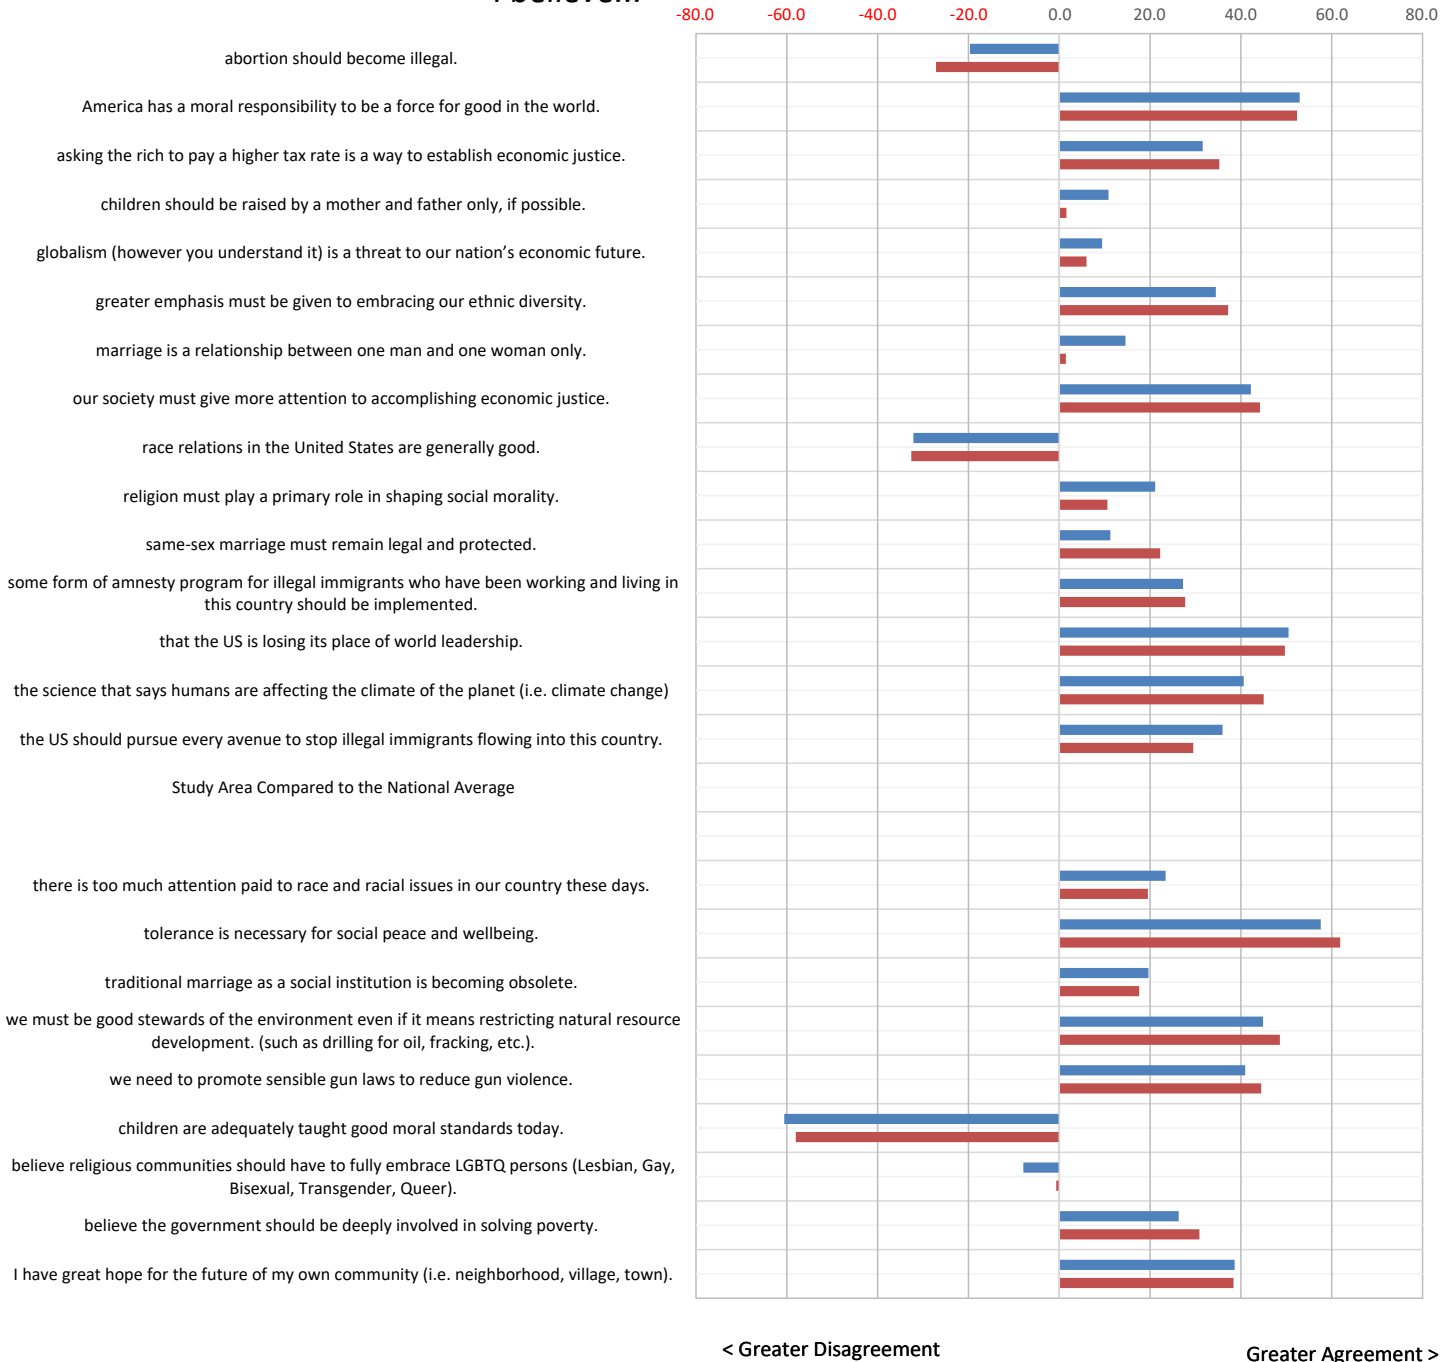 -80.0 -60.0 -40.0 -20.0 0.0 20.0 40.0 60.0 80.0
abortion should become illegal.
America has a moral responsibility to be a force for good in the world.
asking the rich to pay a higher tax rate is a way to establish economic justice.
children should be raised by a mother and father only, if possible.
globalism (however you understand it) is a threat to our nation’s economic future.
greater emphasis must be given to embracing our ethnic diversity.
marriage is a relationship between one man and one woman only.
our society must give more attention to accomplishing economic justice.
race relations in the United States are generally good.
religion must play a primary role in shaping social morality.
same-sex marriage must remain legal and protected.
some form of amnesty program for illegal immigrants who have been working and living in
this country should be implemented.
that the US is losing its place of world leadership.
the science that says humans are affecting the climate of the planet (i.e. climate change)
the US should pursue every avenue to stop illegal immigrants flowing into this country.
Study Area Compared to the National Average
there is too much attention paid to race and racial issues in our country these days.
tolerance is necessary for social peace and wellbeing.
traditional marriage as a social institution is becoming obsolete.
we must be good stewards of the environment even if it means restricting natural resource
development. (such as drilling for oil, fracking, etc.).
we need to promote sensible gun laws to reduce gun violence.
children are adequately taught good moral standards today.
believe religious communities should have to fully embrace LGBTQ persons (Lesbian, Gay,
Bisexual, Transgender, Queer).
believe the government should be deeply involved in solving poverty.
I have great hope for the future of my own community (i.e. neighborhood, village, town).
< Greater Disagreement
Greater Agreement >